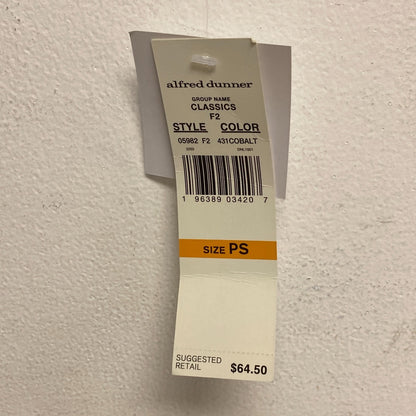 alfred dunner
GROUP NAME
CLASSICS
F2
STYLE COLOR
05982 F2 431COBALT
1 96389 03420 7
SIZE PS
SUGGESTED
RETAIL $64.50